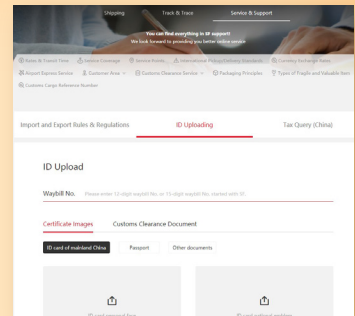 Shipping Track & Trace Service & Support
You can find everything in SF support!
We look forward to providing you better online service
Rates & Transit Time Service Coverage Service Points International Pickup/Delivery Standards Currency Exchange Rates
Airport Express Service Customer Area Customs Clearance Service Packaging Principles Types of Fragile and Valuable Item
Customs Cargo Reference Number
Import and Export Rules & Regulations ID Uploading Tax Query (China)
ID Upload
Waybill No. Please enter 12-digit waybill No. or 15-digit waybill No. started with SF.
Certificate Images Customs Clearance Document
ID card of mainland China Passport Other documents
ID card national emblem